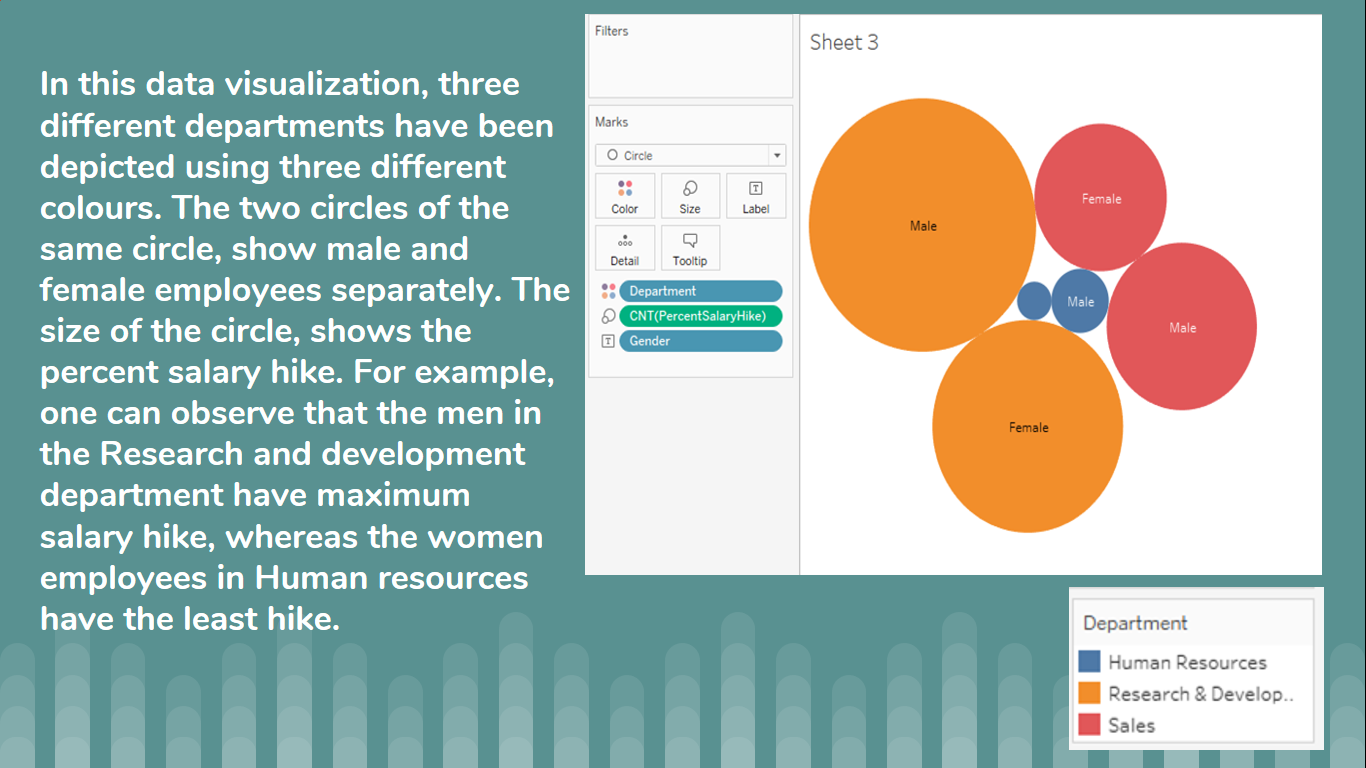 In this data visualization, three
different departments have been
depicted using three different
colours. The two circles of the
same circle, show male and
female employees separately. The
size of the circle, shows the
percent salary hike. For example,
one can observe that the men in
the Research and development
department have maximum
salary hike, whereas the women
employees in Human resources
have the least hike.
Filters
Marks
Circle
Color Size Label
Detail Tooltip
Department
CNT(PercentSalaryHike)
Gender
Sheet 3
Male
Female
Male
Male
Female
Department
Human Resources
Research & Develop..
Sales